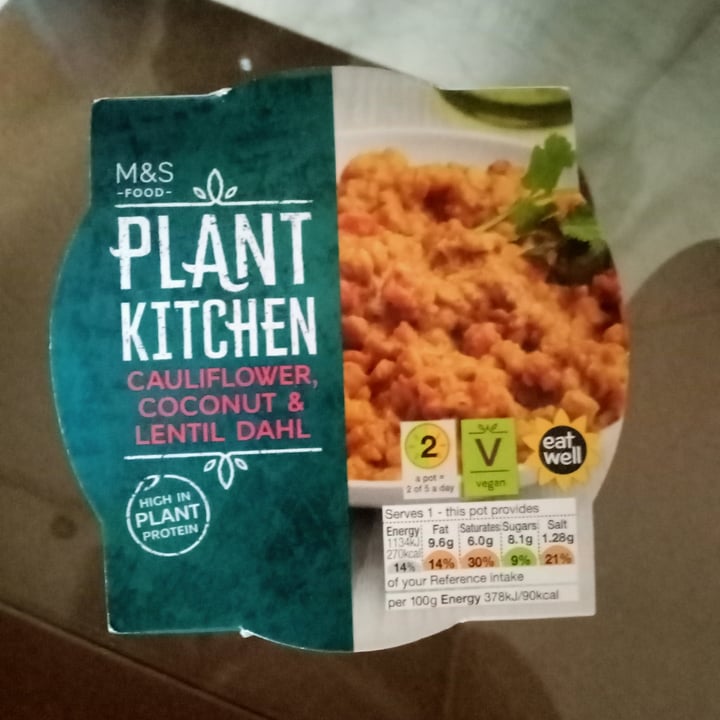 M&S
-FOOD-
PLANT
KITCHEN
CAULIFLOWER,
COCONUT &
LENTIL DAHL
HIGH IN
PLANT
PROTEIN
2
a pot =
2 of 5 a day
V
vegan
eat
well
Serves 1 - this pot provides
Energy Fat Saturates Sugars Salt
1134kJ 9.6g 6.0g 8.1g 1.28g
270kcal
14% 14% 30% 9% 21%
of your Reference Intake
per 100g Energy 378kJ/90kcal